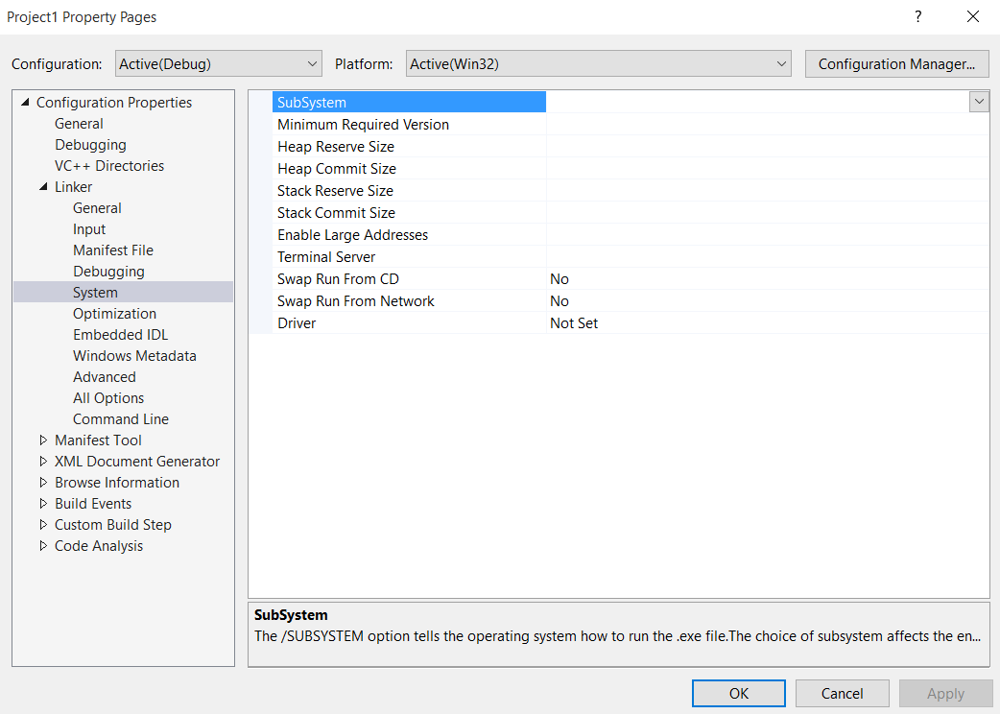 Project1 Property Pages
?
Configuration: Active(Debug) Platform: Active(Win32) Configuration Manager...
Configuration Properties
General
Debugging
VC++ Directories
Linker
General
Input
Manifest File
Debugging
System
Optimization
Embedded IDL
Windows Metadata
Advanced
All Options
Command Line
Manifest Tool
XML Document Generator
Browse Information
Build Events
Custom Build Step
Code Analysis
SubSystem
Minimum Required Version
Heap Reserve Size
Heap Commit Size
Stack Reserve Size
Stack Commit Size
Enable Large Addresses
Terminal Server
Swap Run From CD No
Swap Run From Network No
Driver Not Set
SubSystem
The /SUBSYSTEM option tells the operating system how to run the .exe file.The choice of subsystem affects the en...
OK Cancel Apply